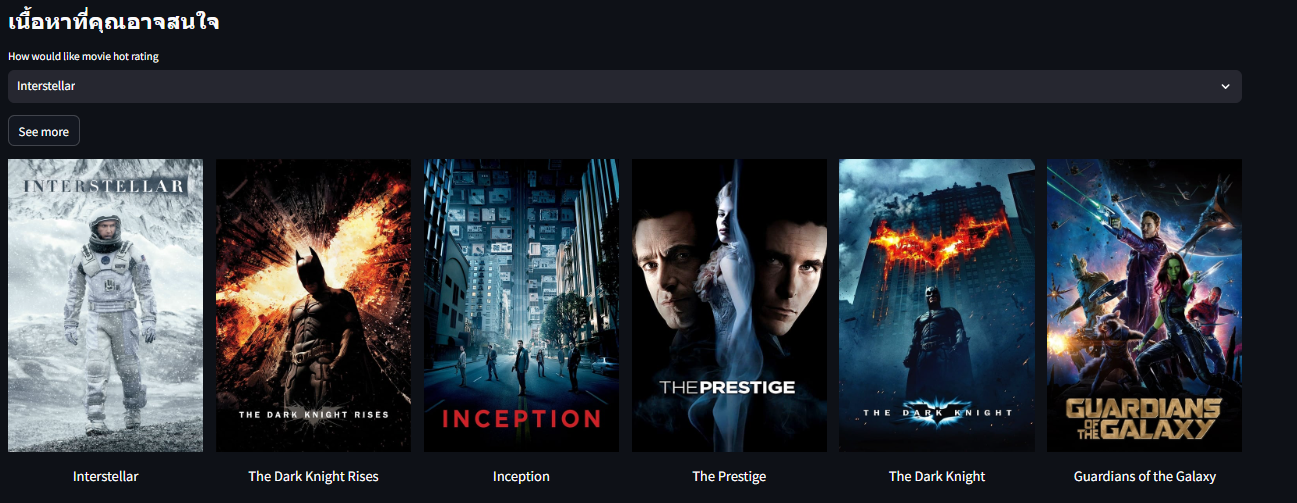 เนื้อหาที่คุณอาจสนใจ
How would like movie hot rating
Interstellar
See more
INTERSTELLAR
THE DARK KNIGHT RISES
INCEPTION
THE PRESTIGE
THE DARK KNIGHT
GUARDIANS
OF THE GALAXY
Interstellar
The Dark Knight Rises
Inception
The Prestige
The Dark Knight
Guardians of the Galaxy